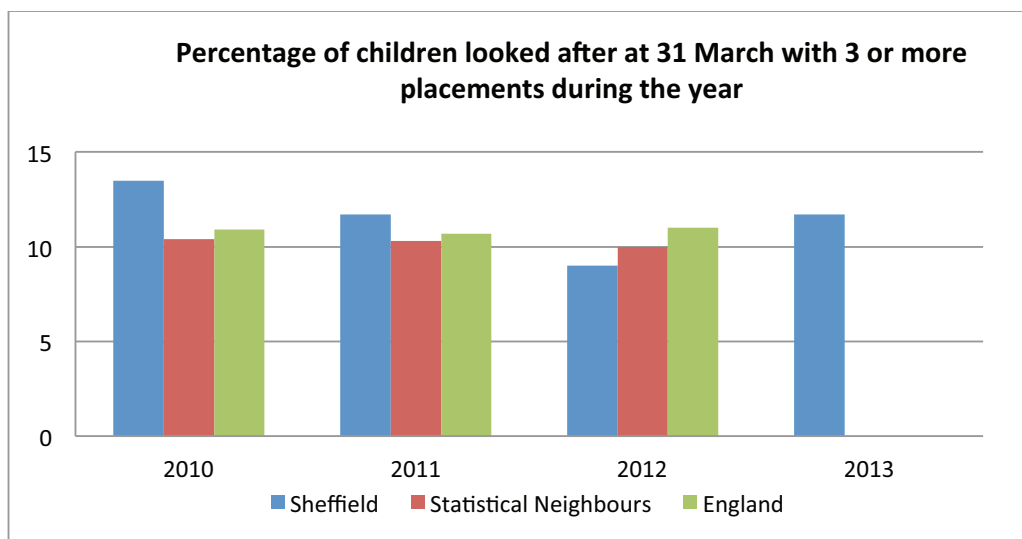 Percentage of children looked after at 31 March with 3 or more
placements during the year
15
10
5
0
2010 2011 2012 2013
Sheffield Statistical Neighbours England